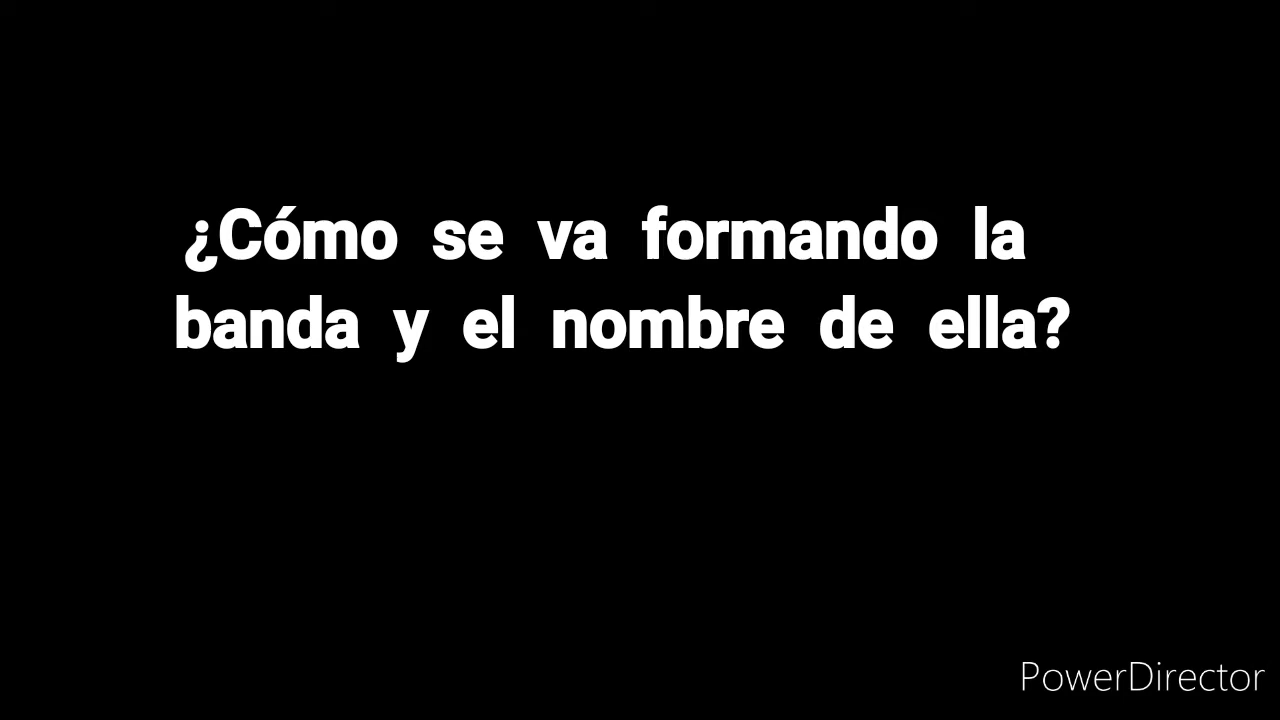 ¿Cómo se va formando la
banda y el nombre de ella?
PowerDirector